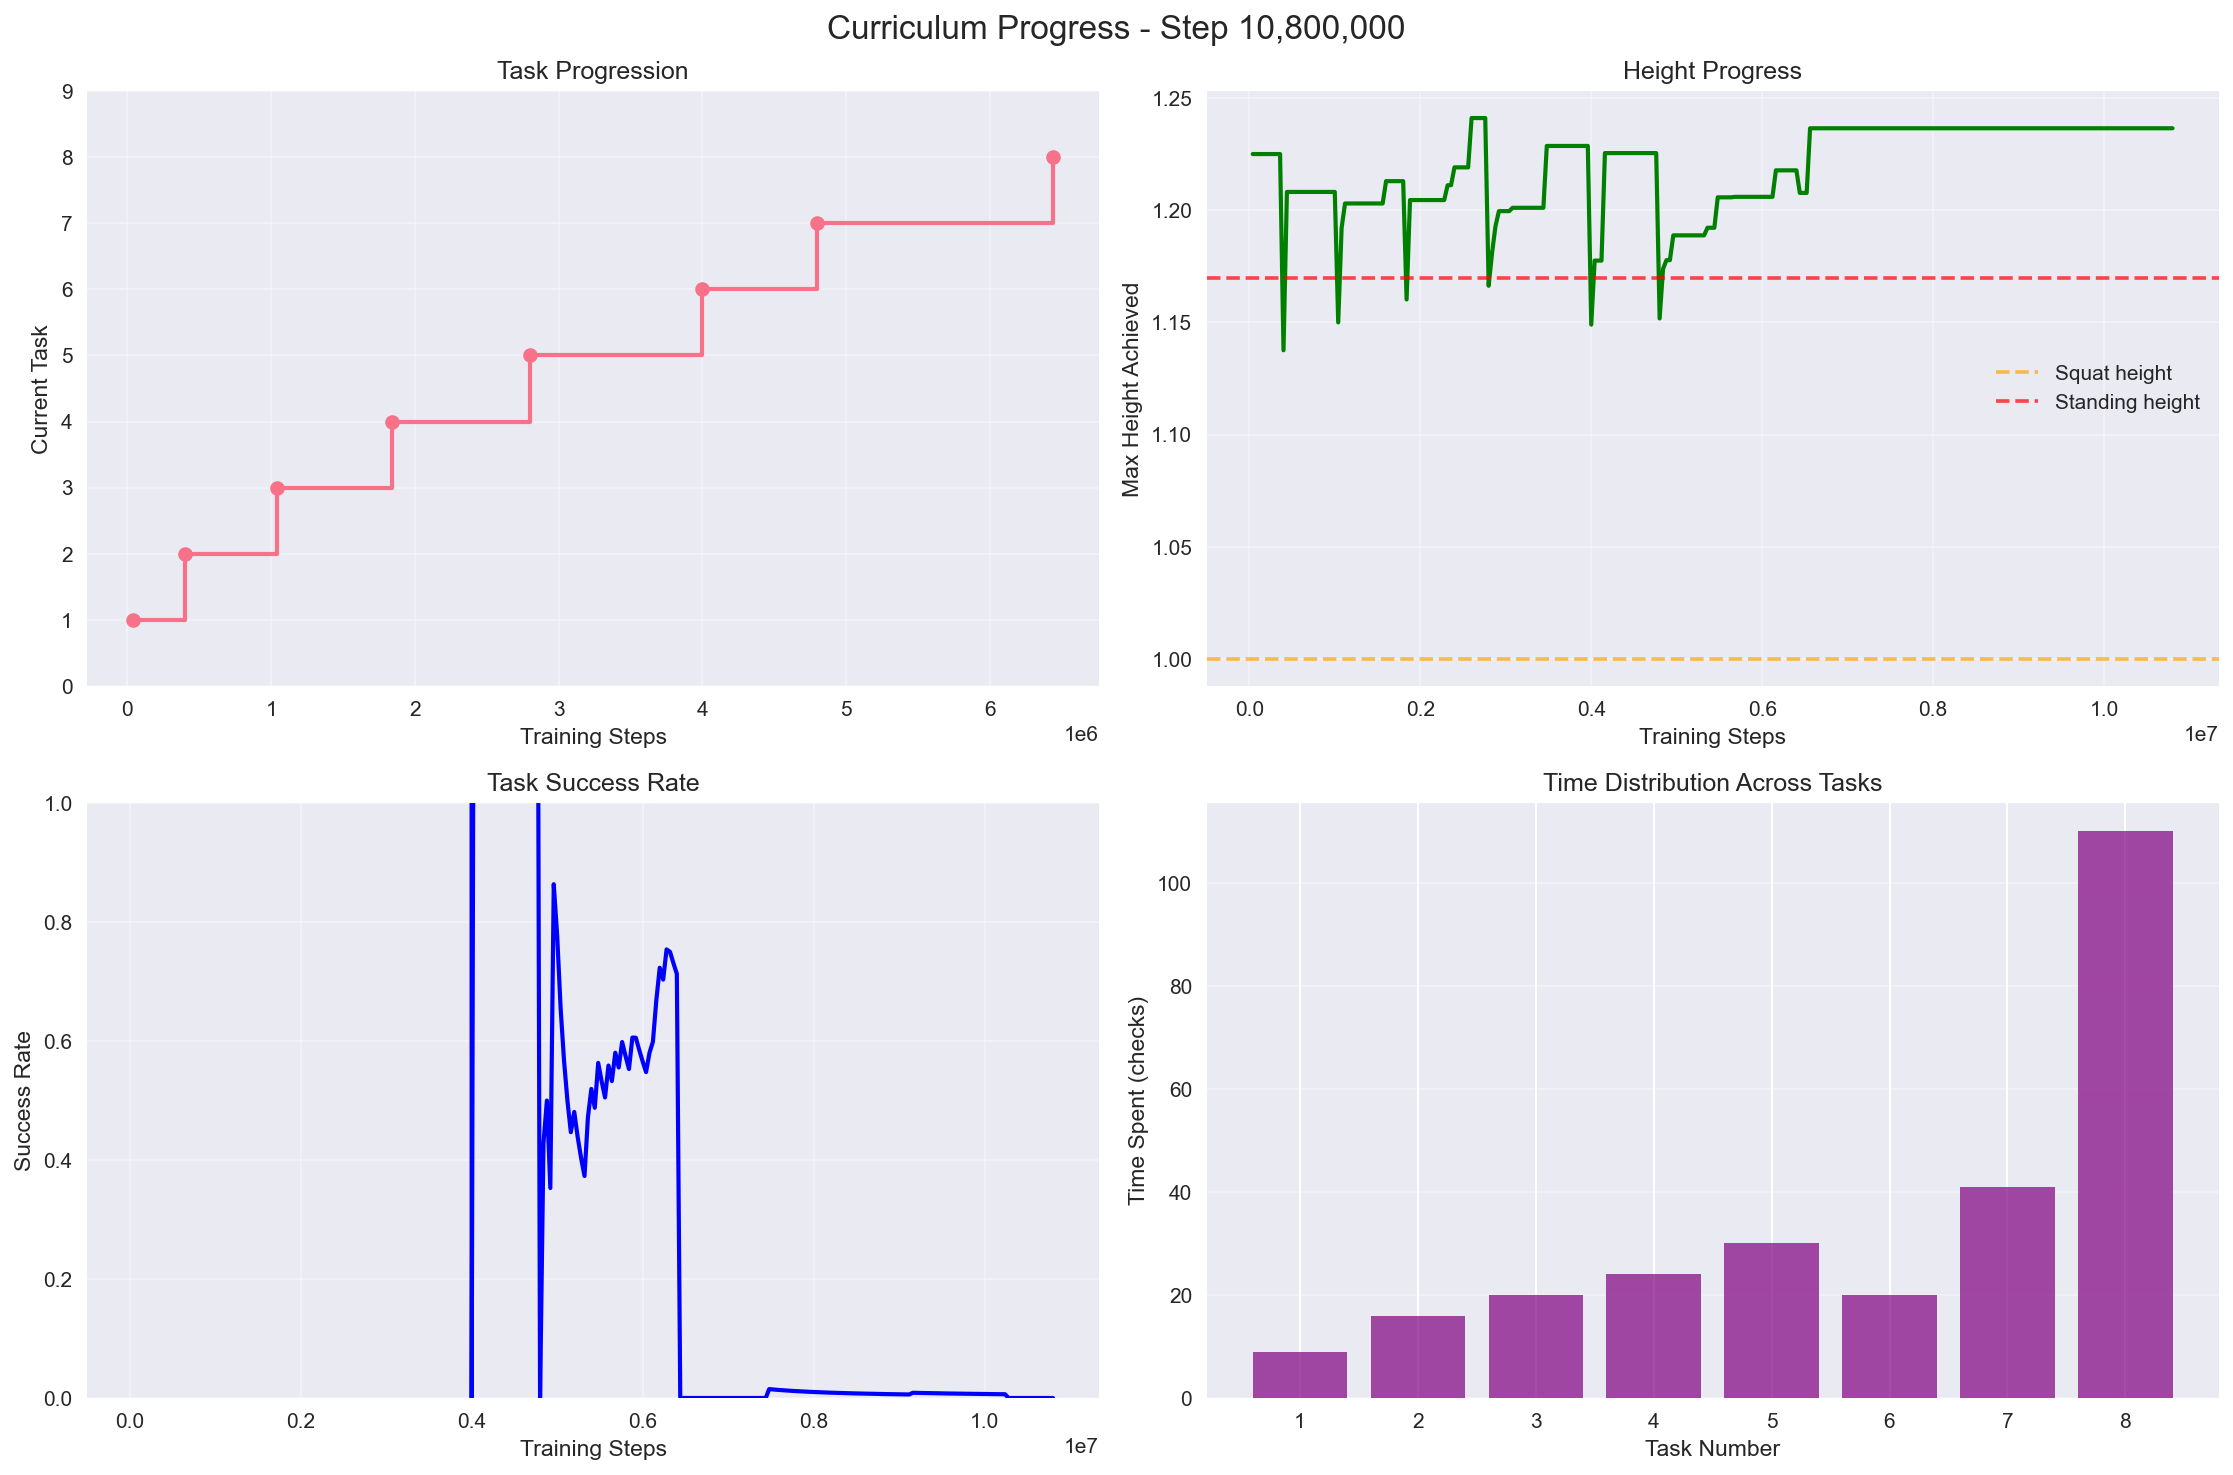 Curriculum Progress - Step 10,800,000
Task Progression
Current Task
9
8
7
6
5
4
3
2
1
0
0 1 2 3 4 5 6
1e6
Training Steps
Height Progress
Max Height Achieved
1.25
1.20
1.15
1.10
1.05
1.00
Squat height
Standing height
0.0 0.2 0.4 0.6 0.8 1.0
1e7
Training Steps
Task Success Rate
Success Rate
1.0
0.8
0.6
0.4
0.2
0.0
0.0 0.2 0.4 0.6 0.8 1.0
1e7
Training Steps
Time Distribution Across Tasks
Time Spent (checks)
100
80
60
40
20
0
1 2 3 4 5 6 7 8
Task Number